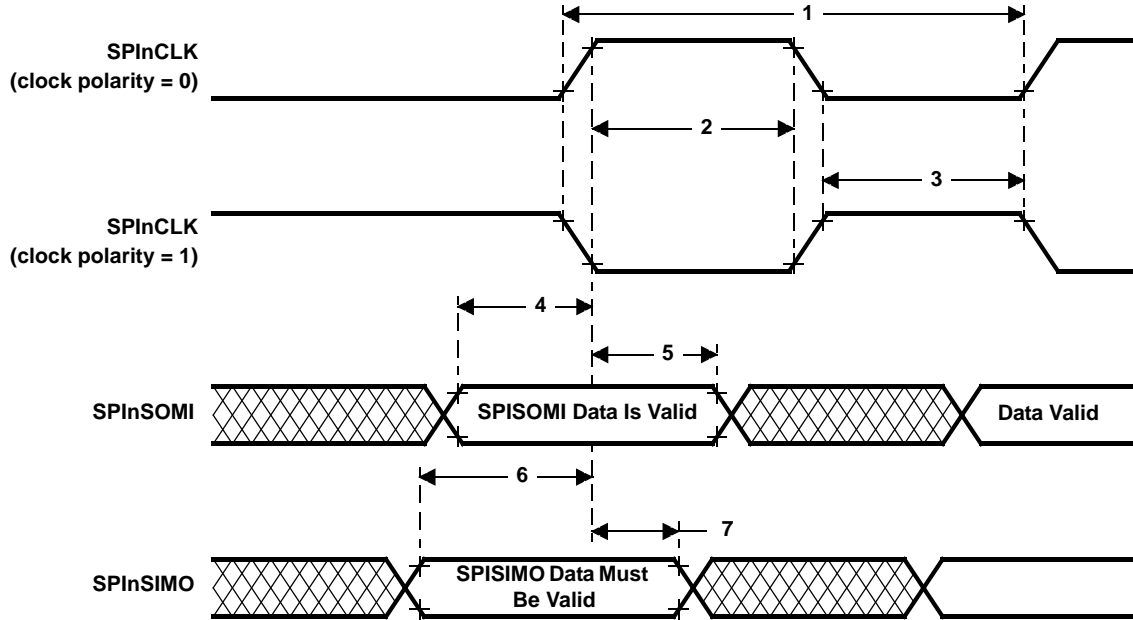 1
SPInCLK
(clock polarity = 0)
2
3
SPInCLK
(clock polarity = 1)
4
5
SPInSOMI
SPISOMI Data Is Valid
Data Valid
6
7
SPInSIMO
SPISIMO Data Must
Be Valid